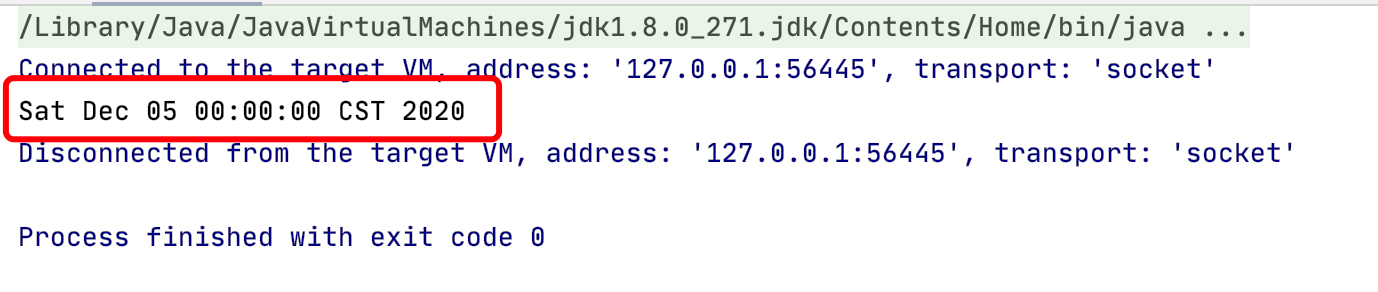 /Library/Java/JavaVirtualMachines/jdk1.8.0_271.jdk/Contents/Home/bin/java ...
Connected to the target VM, address: '127.0.0.1:56445', transport: 'socket'
Sat Dec 05 00:00:00 CST 2020
Disconnected from the target VM, address: '127.0.0.1:56445', transport: 'socket'
Process finished with exit code 0